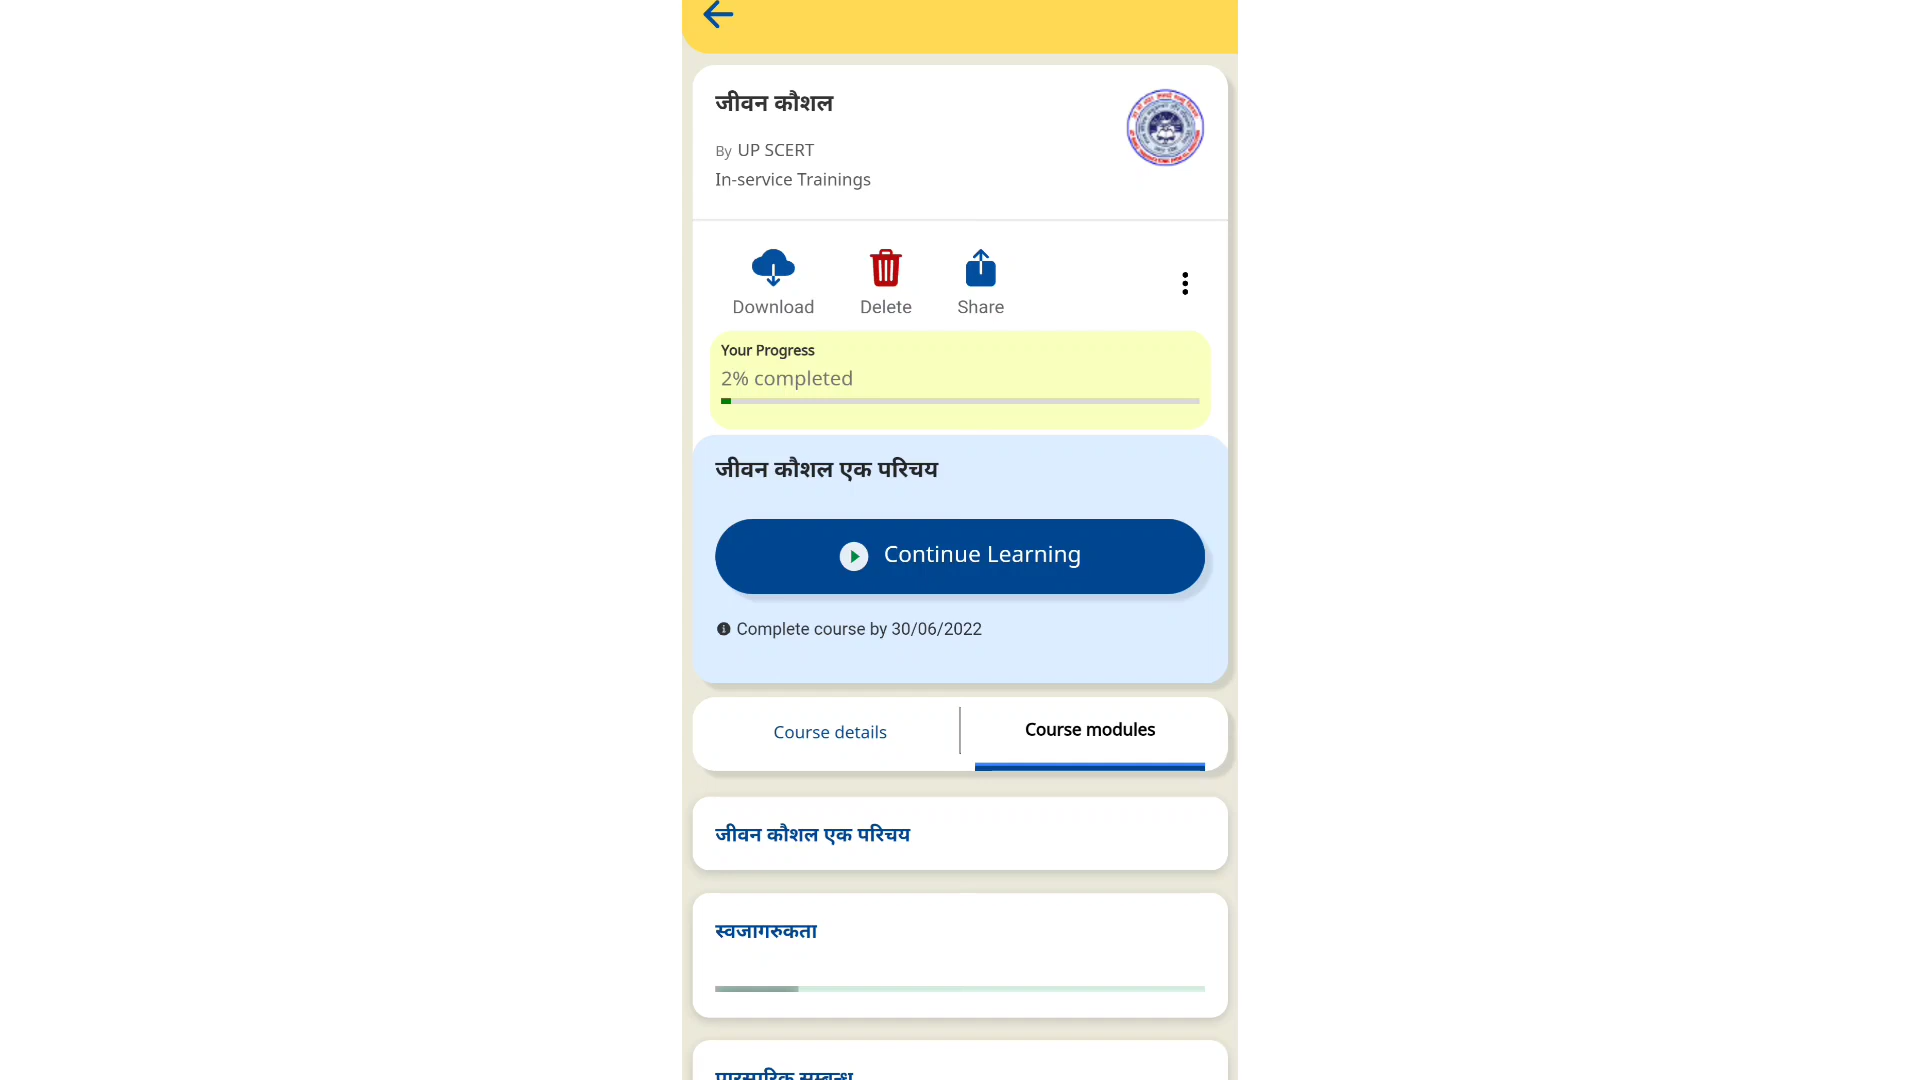 जीवन कौशल
By UP SCERT
In-service Trainings
Download
Delete
Share
Your Progress
2% completed
जीवन कौशल एक परिचय
Continue Learning
Complete course by 30/06/2022
Course details
Course modules
जीवन कौशल एक परिचय
स्वजागरुकता